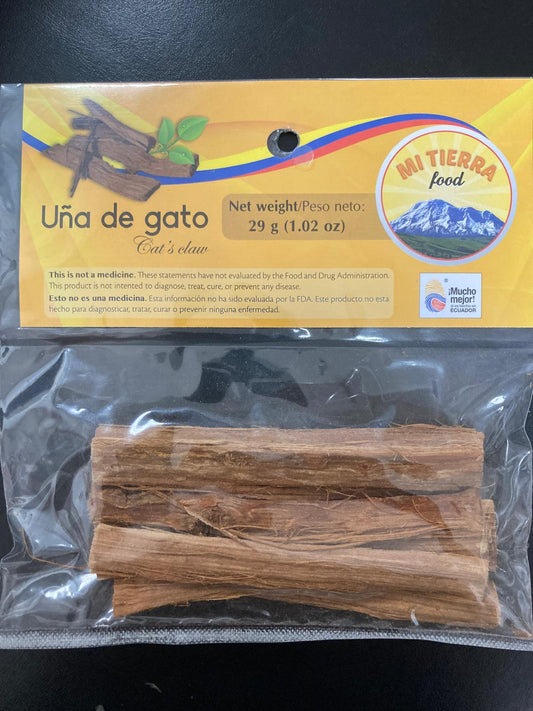 MI TIERRA
food
Uña de gato
Cat's claw
Net weight/Peso neto:
29 g (1.02 oz)
This is not a medicine. These statements have not evaluated by the Food and Drug Administration.
This product is not intended to diagnose, treat, cure, or prevent any disease.
Esto no es una medicina. Esta información no ha sido evaluada por la FDA. Este producto no esta
hecho para diagnosticar, tratar, curar o prevenir ninguna enfermedad.
¡Mucho
mejor!
ECUADOR